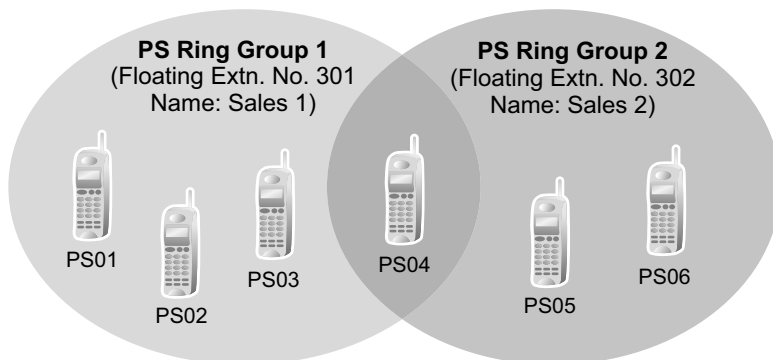 PS Ring Group 1
(Floating Extn. No. 301
Name: Sales 1)
PS Ring Group 2
(Floating Extn. No. 302
Name: Sales 2)
PS01
PS02
PS03
PS04
PS05
PS06